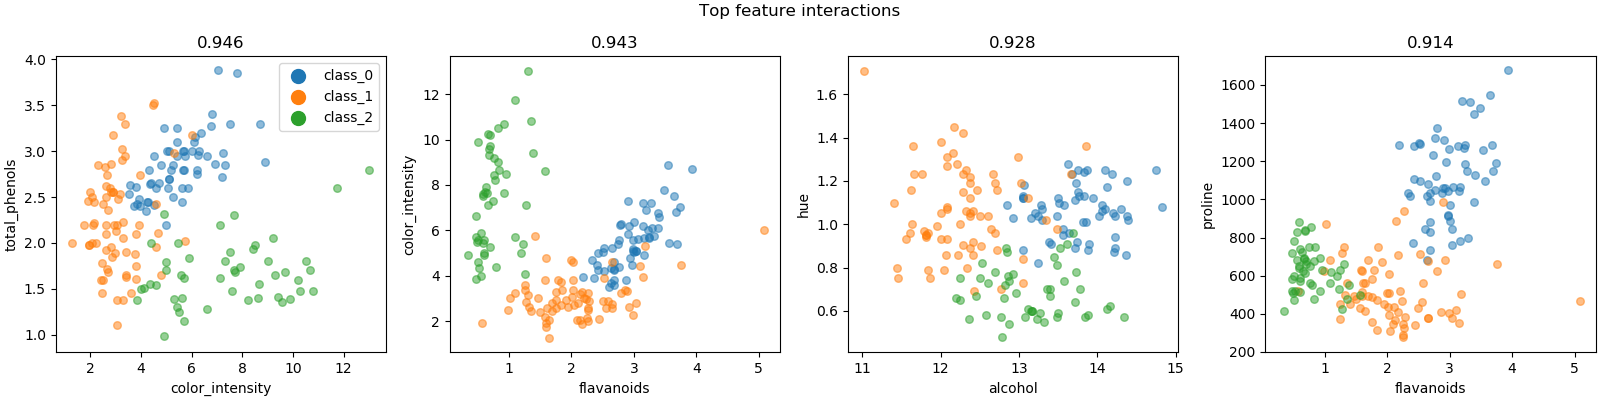 Top feature interactions
0.946
4.0
3.5
3.0
2.5
2.0
1.5
1.0
total_phenols
class_0
class_1
class_2
2 4 6 8 10 12
color_intensity
0.943
12
10
8
6
4
2
color_intensity
1 2 3 4 5
flavanoids
0.928
1.6
1.4
1.2
1.0
0.8
0.6
hue
11 12 13 14 15
alcohol
0.914
1600
1400
1200
1000
800
600
400
200
proline
1 2 3 4 5
flavanoids